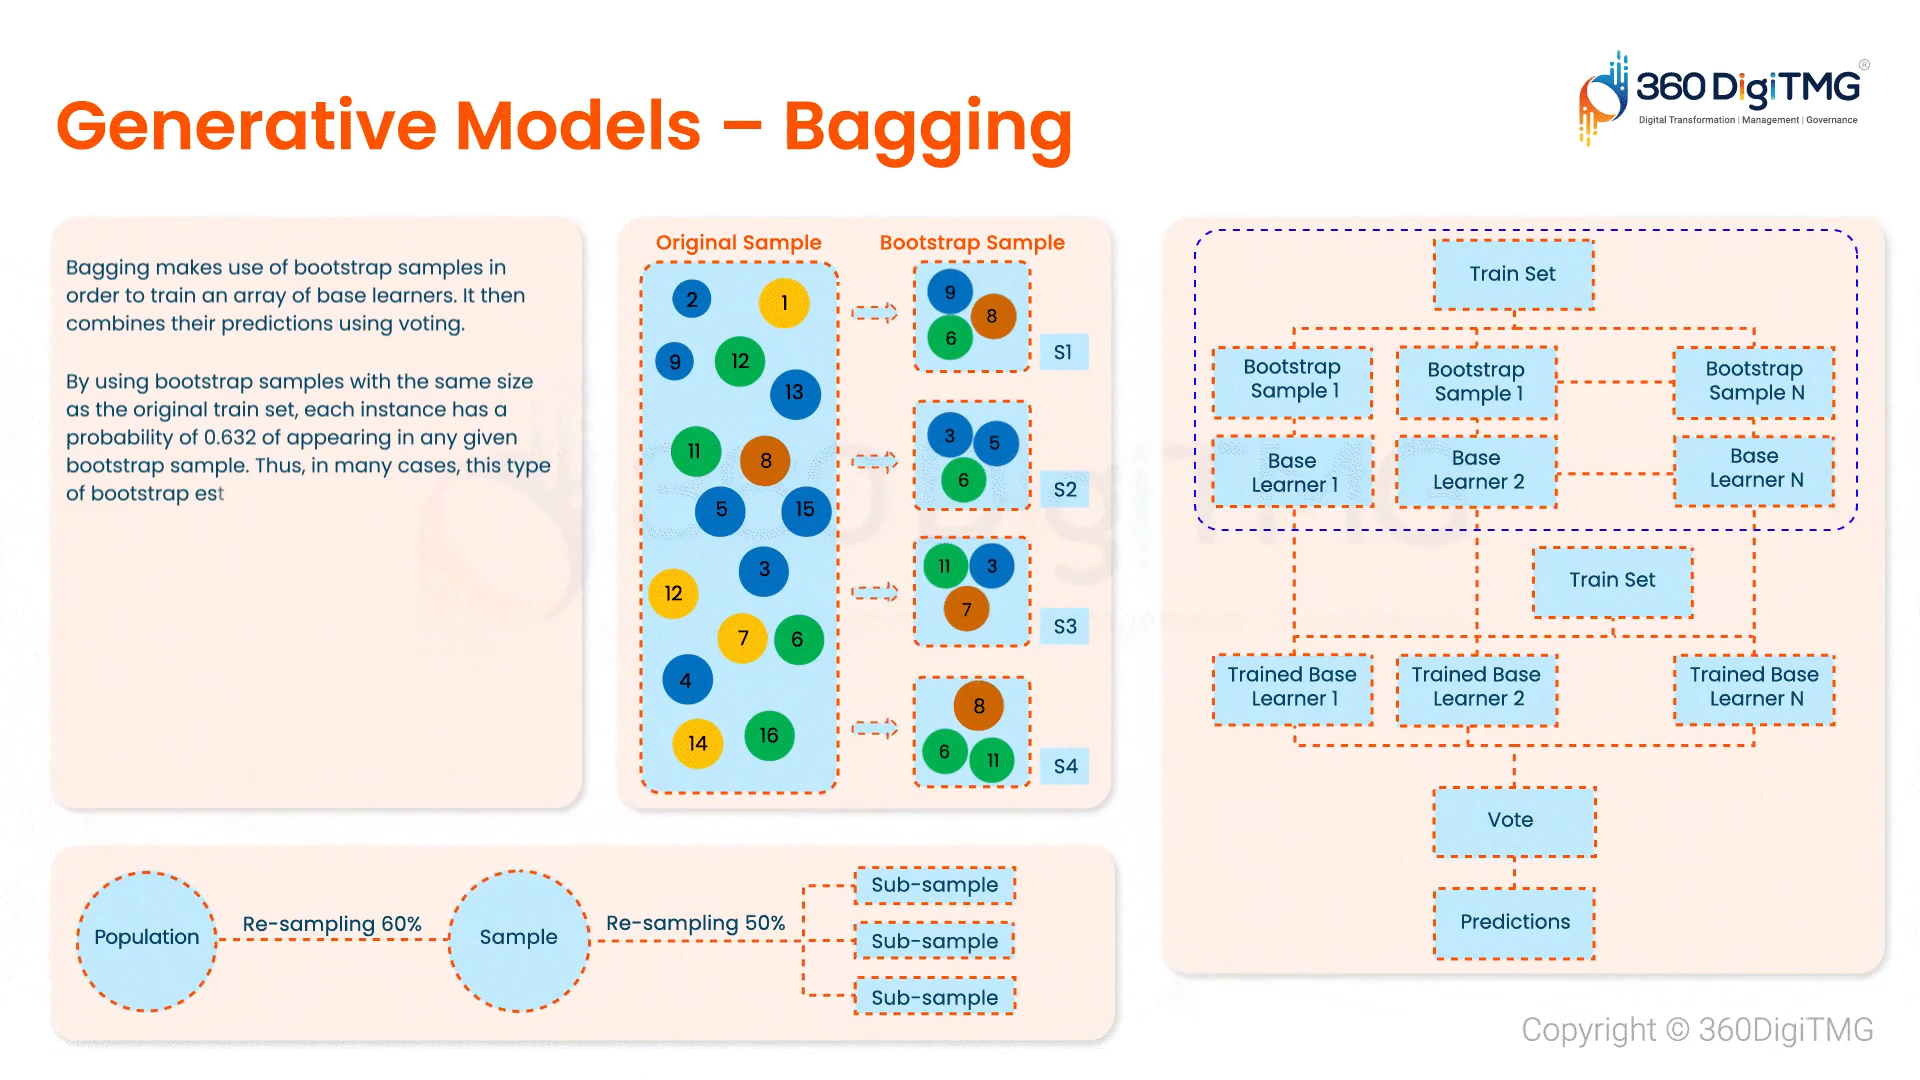 360 DigiTMG®
Digital Transformation | Management | Governance
Generative Models – Bagging
Bagging makes use of bootstrap samples in
order to train an array of base learners. It then
combines their predictions using voting.
By using bootstrap samples with the same size
as the original train set, each instance has a
probability of 0.632 of appearing in any given
bootstrap sample. Thus, in many cases, this type
of bootstrap est
Original Sample
2
1
9
12
13
11
8
5
15
3
12
7
6
4
14
16
Bootstrap Sample
9
8
6
S1
3
5
6
S2
11
3
7
S3
8
6
11
S4
Train Set
Bootstrap
Sample 1
Bootstrap
Sample 1
Bootstrap
Sample N
Base
Learner 1
Base
Learner 2
Base
Learner N
Train Set
Trained Base
Learner 1
Trained Base
Learner 2
Trained Base
Learner N
Vote
Predictions
Population
Re-sampling 60%
Sample
Re-sampling 50%
Sub-sample
Sub-sample
Sub-sample
Copyright © 360DigiTMG